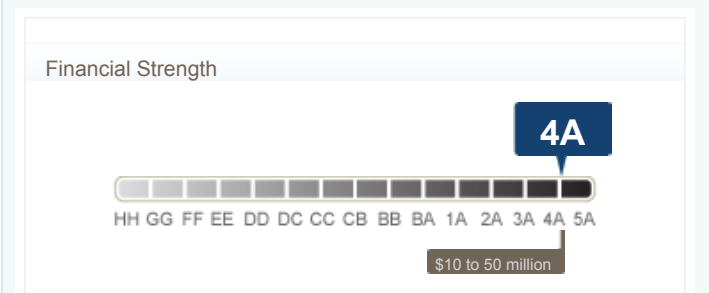 Financial Strength
4A
HH GG FF EE DD DC CC CB BB BA 1A 2A 3A 4A 5A
$10 to 50 million